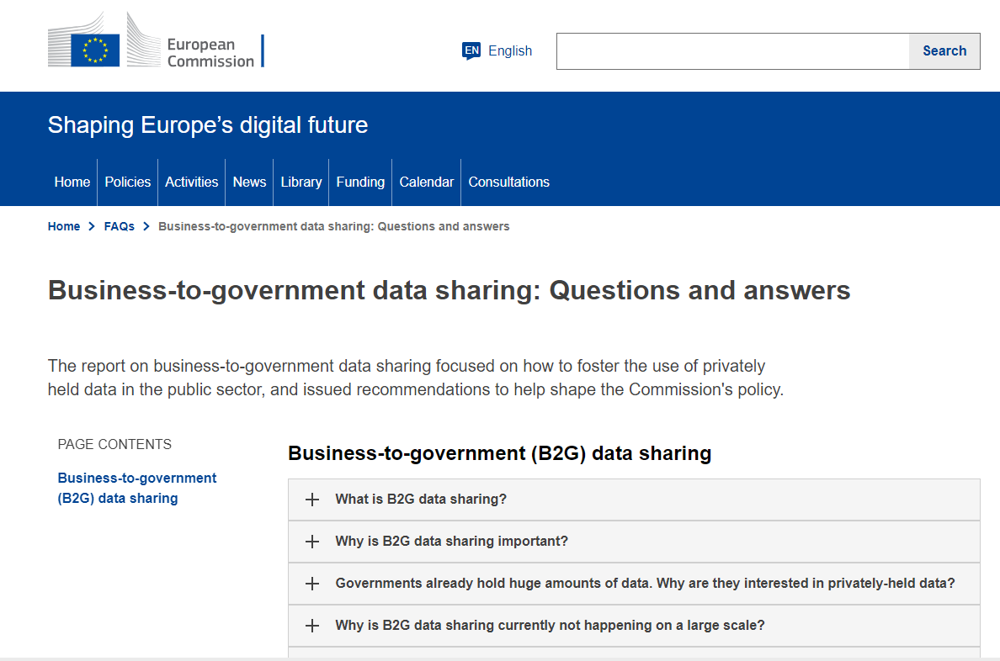 European
Commission
EN English
Search
Shaping Europe’s digital future
Home Policies Activities News Library Funding Calendar Consultations
Home FAQs Business-to-government data sharing: Questions and answers
Business-to-government data sharing: Questions and answers
The report on business-to-government data sharing focused on how to foster the use of privately
held data in the public sector, and issued recommendations to help shape the Commission's policy.
PAGE CONTENTS
Business-to-government
(B2G) data sharing
Business-to-government (B2G) data sharing
What is B2G data sharing?
Why is B2G data sharing important?
Governments already hold huge amounts of data. Why are they interested in privately-held data?
Why is B2G data sharing currently not happening on a large scale?